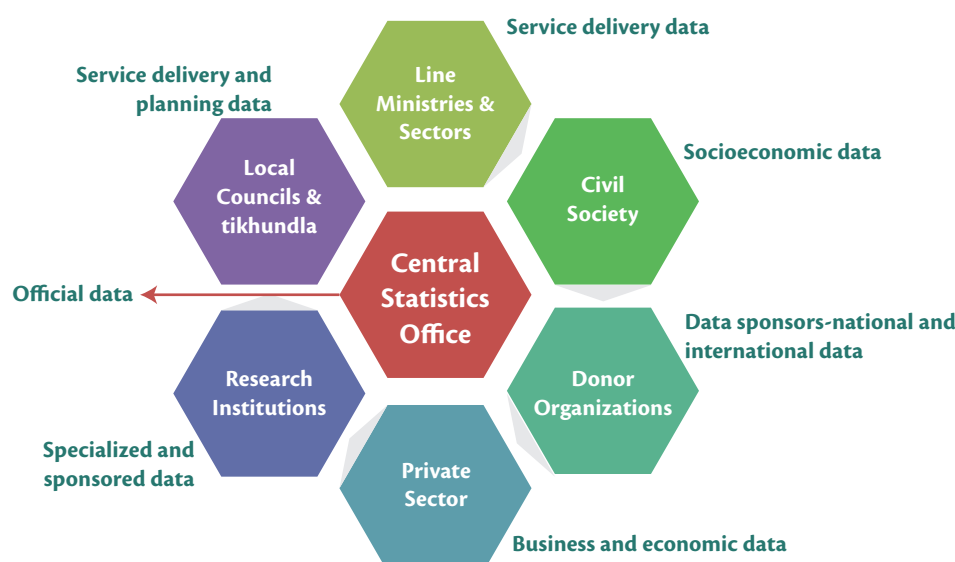 Service delivery data
Line
Ministries &
Sectors
Service delivery and
planning data
Local
Councils &
tikhundla
Socioeconomic data
Civil
Society
Central
Statistics
Office
Official data
Data sponsors-national and
international data
Donor
Organizations
Research
Institutions
Specialized and
sponsored data
Private
Sector
Business and economic data